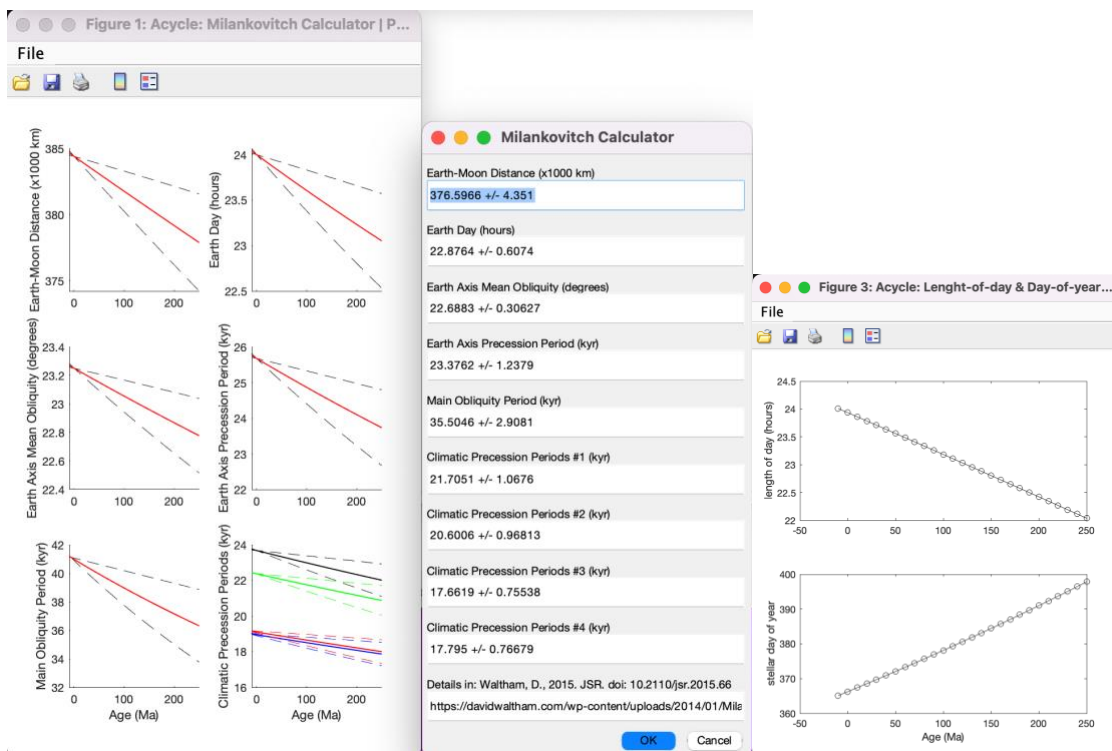 Figure 1: Acycle: Milankovitch Calculator | P...
File
Earth-Moon Distance (x1000 km)
385
380
375
0 100 200
Earth Day (hours)
24
23.5
23
22.5
0 100 200
Earth Axis Mean Obliquity (degrees)
23.4
23.2
23
22.8
22.6
22.4
0 100 200
Earth Axis Precession Period (kyr)
26
25
24
23
22
0 100 200
Main Obliquity Period (kyr)
42
40
38
36
34
32
0 100 200
Age (Ma)
Climatic Precession Periods (kyr)
24
22
20
18
16
0 100 200
Age (Ma)
Milankovitch Calculator
Earth-Moon Distance (x1000 km)
376.5966 +/- 4.351
Earth Day (hours)
22.8764 +/- 0.6074
Earth Axis Mean Obliquity (degrees)
22.6883 +/- 0.30627
Earth Axis Precession Period (kyr)
23.3762 +/- 1.2379
Main Obliquity Period (kyr)
35.5046 +/- 2.9081
Climatic Precession Periods #1 (kyr)
21.7051 +/- 1.0676
Climatic Precession Periods #2 (kyr)
20.6006 +/- 0.96813
Climatic Precession Periods #3 (kyr)
17.6619 +/- 0.75538
Climatic Precession Periods #4 (kyr)
17.795 +/- 0.76679
Details in: Waltham, D., 2015. JSR. doi: 10.2110/jsr.2015.66
https://davidwaltham.com/wp-content/uploads/2014/01/Mila
OK Cancel
Figure 3: Acycle: Lenght-of-day & Day-of-year...
File
length of day (hours)
24.5
24
23.5
23
22.5
22
-50 0 50 100 150 200 250
stellar day of year
400
390
380
370
360
-50 0 50 100 150 200 250
Age (Ma)